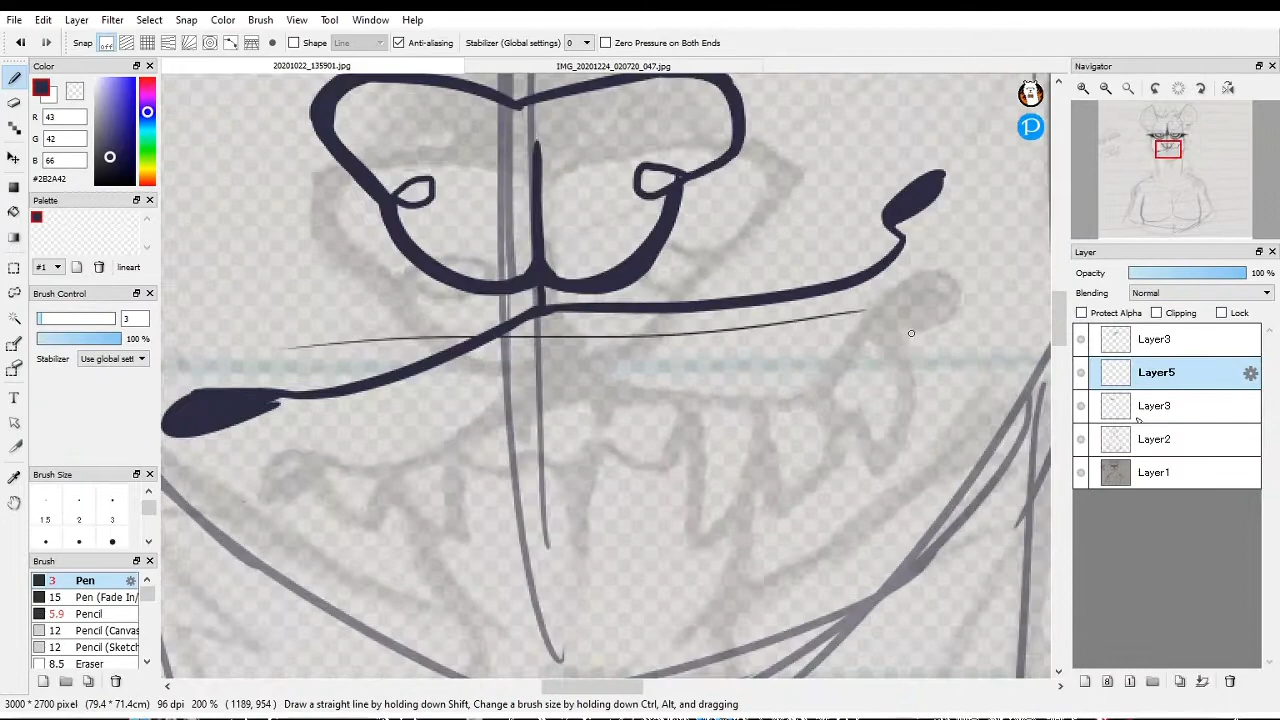 File Edit Layer Filter Select Snap Color Brush View Tool Window Help
Snap off Shape Line Anti-aliasing Stabilizer (Global settings) 0 Zero Pressure on Both Ends
Color
20201022_135901.jpg
IMG_20201224_020720_047.jpg
Navigator
R 43
G 42
B 66
#2B2A42
Palette
#1 lineart
Brush Control
3
100 %
Stabilizer Use global setti
Brush Size
1.5 2 3
Brush
3 Pen
15 Pen (Fade In/
5.9 Pencil
12 Pencil (Canvas
12 Pencil (Sketch
8.5 Eraser
Layer
Opacity 100 %
Blending Normal
Protect Alpha Clipping Lock
Layer3
Layer5
Layer3
Layer2
Layer1
3000 * 2700 pixel (79.4 * 71.4cm) 96 dpi 200 % ( 1189, 954 ) Draw a straight line by holding down Shift, Change a brush size by holding down Ctrl, Alt, and dragging